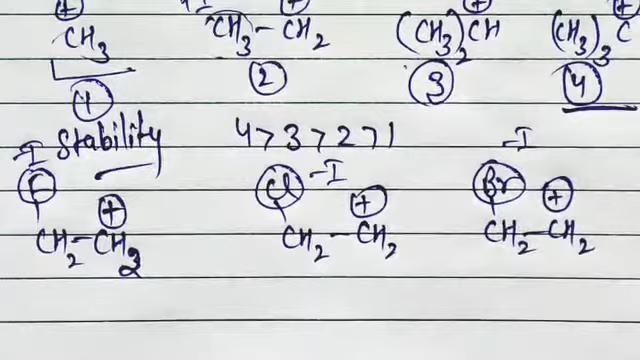 ⊕ +I ⊕ ⊕ ⊕
CH3 CH3-CH2 (CH3)2CH (CH3)3C
1 2 3 4
Stability 4>3>2>1
-I F Cl -I -I Br
CH2-CH2⊕ CH2-CH2⊕ CH2-CH2⊕